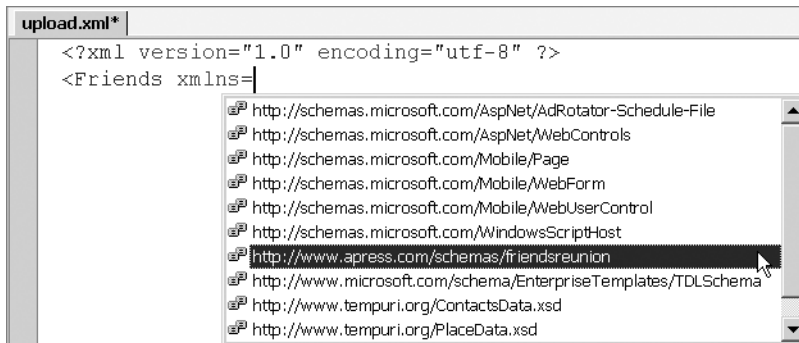 upload.xml*
<?xml version="1.0" encoding="utf-8" ?>
<Friends xmlns=
http://schemas.microsoft.com/AspNet/AdRotator-Schedule-File
http://schemas.microsoft.com/AspNet/WebControls
http://schemas.microsoft.com/Mobile/Page
http://schemas.microsoft.com/Mobile/WebForm
http://schemas.microsoft.com/Mobile/WebUserControl
http://schemas.microsoft.com/WindowsScriptHost
http://www.apress.com/schemas/friendsreunion
http://www.microsoft.com/schema/EnterpriseTemplates/TDLSchema
http://www.tempuri.org/ContactsData.xsd
http://www.tempuri.org/PlaceData.xsd